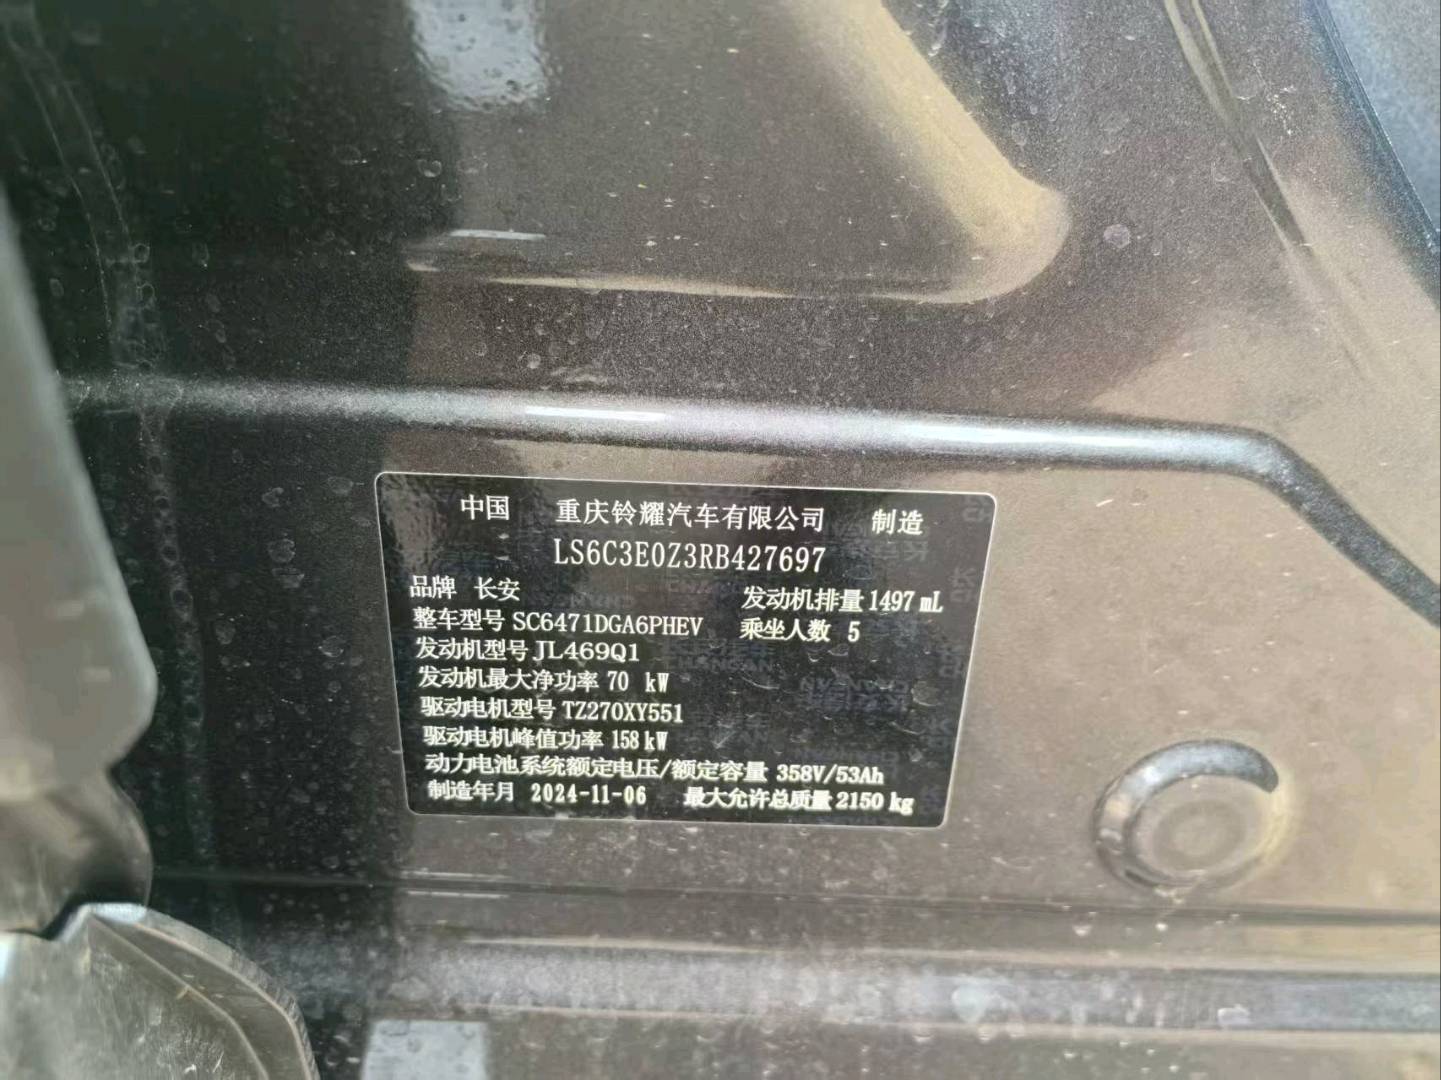 中国 重庆铃耀汽车有限公司 制造
LS6C3E0Z3RB427697
品牌 长安 发动机排量 1497 mL
整车型号 SC6471DGA6PHEV 乘坐人数 5
发动机型号 JL469Q1
发动机最大净功率 70 kW
驱动电机型号 TZ270XY551
驱动电机峰值功率 158 kW
动力电池系统额定电压/额定容量 358V/53Ah
制造年月 2024-11-06 最大允许总质量 2150 kg